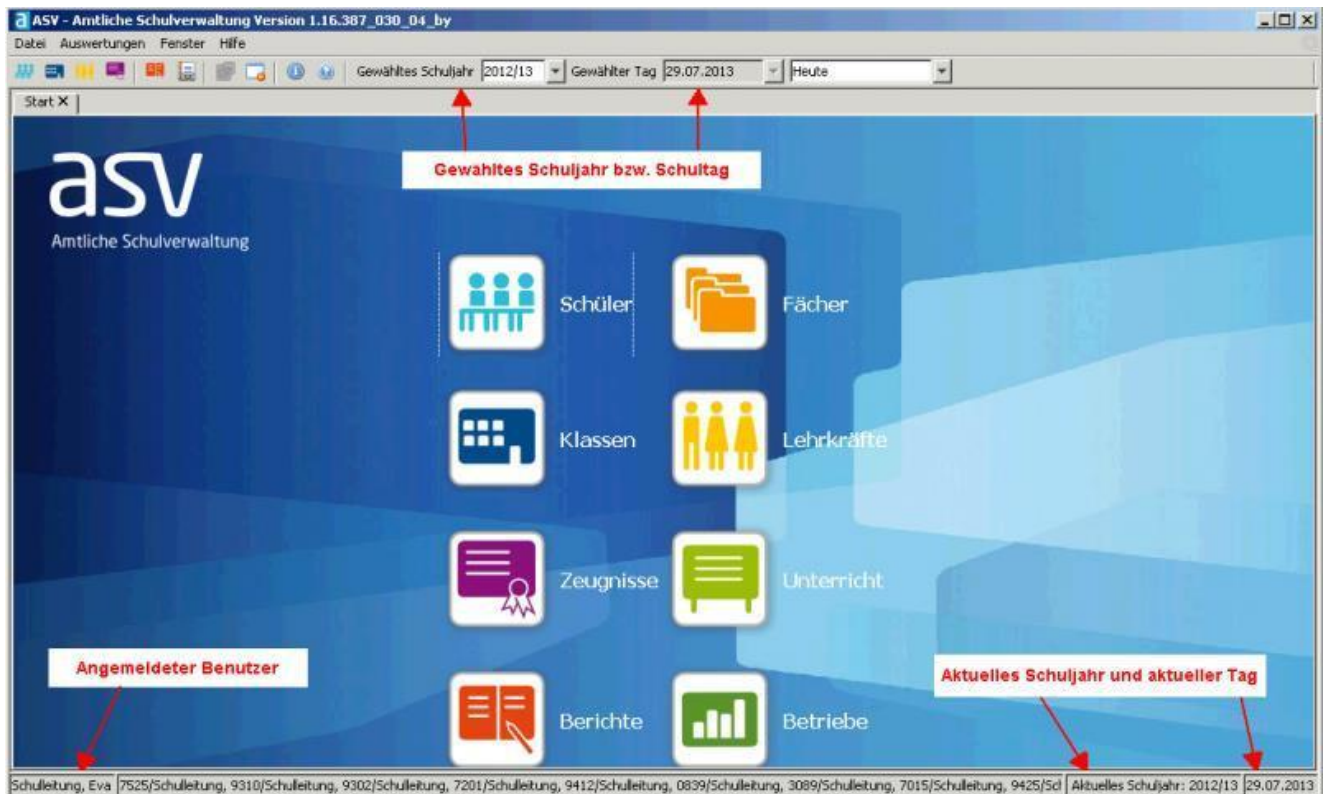 ASV - Amtliche Schulverwaltung Version 1.16.387_030_04_by
Datei Auswertungen Fenster Hilfe
Gewähltes Schuljahr 2012/13 Gewählter Tag 29.07.2013 Heute
Start X
Gewähltes Schuljahr bzw. Schultag
asv
Amtliche Schulverwaltung
Schüler Fächer
Klassen Lehrkräfte
Zeugnisse Unterricht
Angemeldeter Benutzer
Aktuelles Schuljahr und aktueller Tag
Berichte Betriebe
Schulleitung, Eva 7525/Schulleitung, 9310/Schulleitung, 9302/Schulleitung, 7201/Schulleitung, 9412/Schulleitung, 0839/Schulleitung, 3089/Schulleitung, 7015/Schulleitung, 9425/Scl Aktuelles Schuljahr: 2012/13 29.07.2013